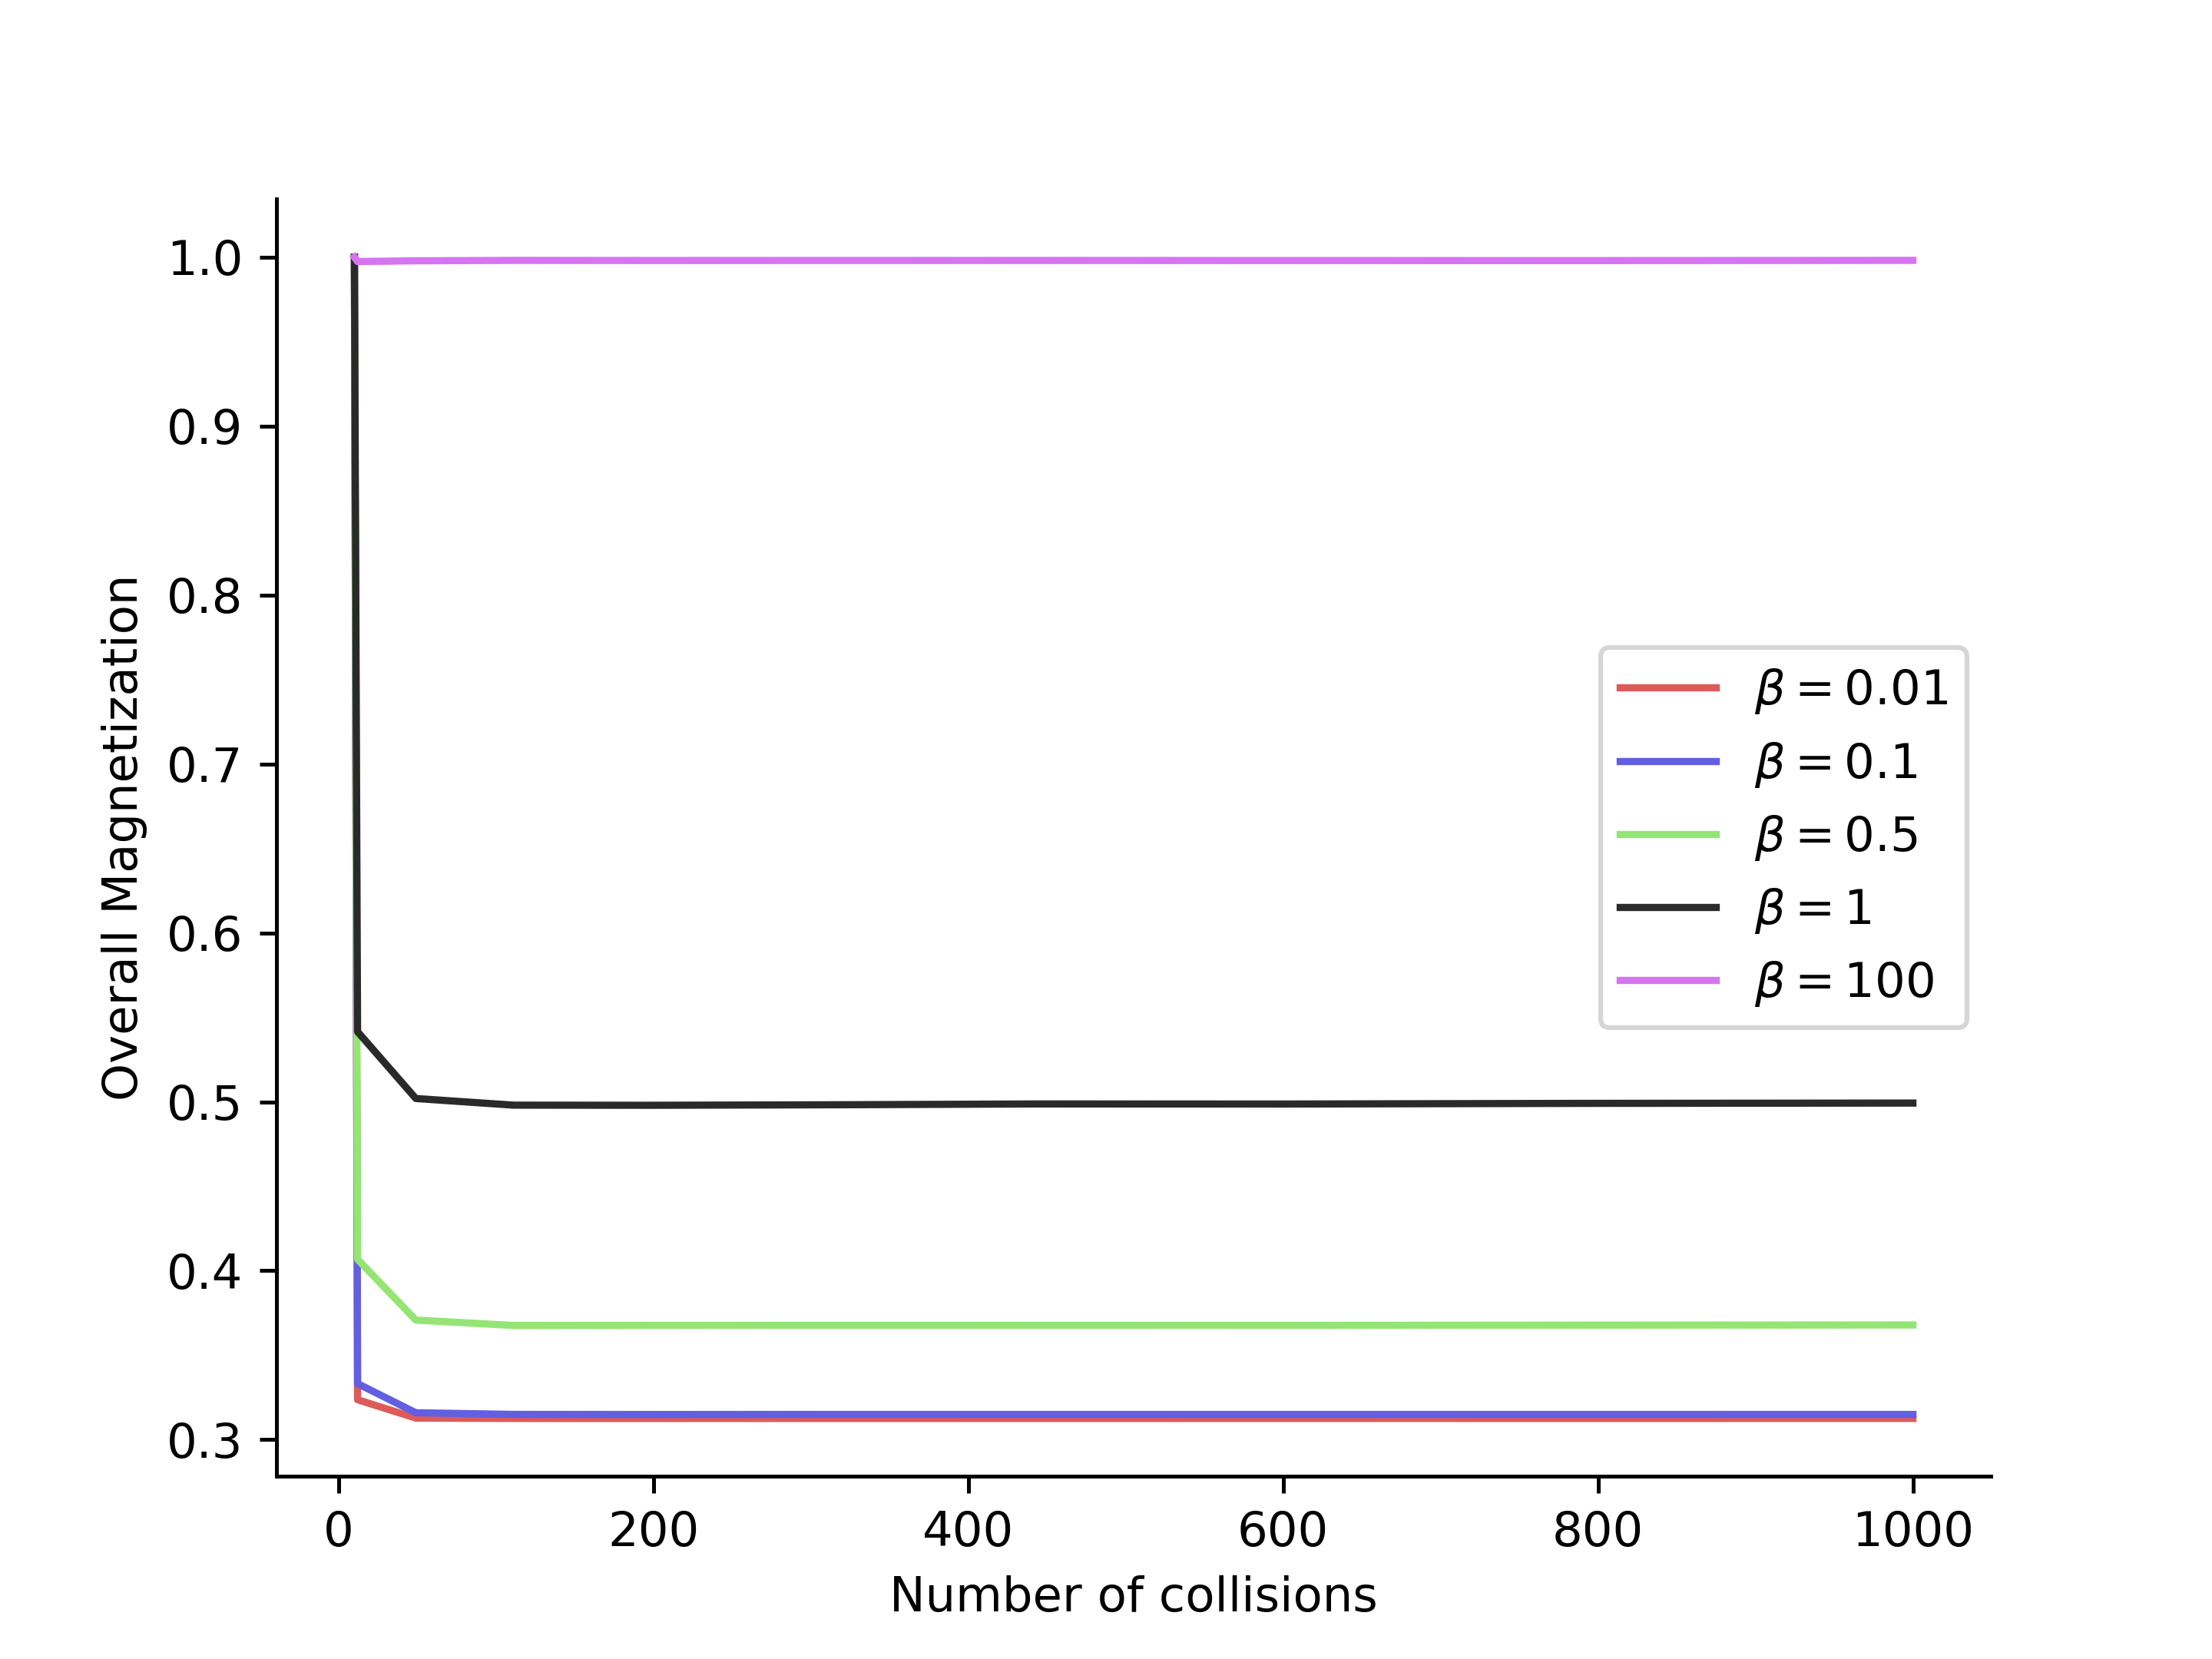 1.0
0.9
0.8
0.7
0.6
0.5
0.4
0.3
Overall Magnetization
β = 0.01
β = 0.1
β = 0.5
β = 1
β = 100
0 200 400 600 800 1000
Number of collisions